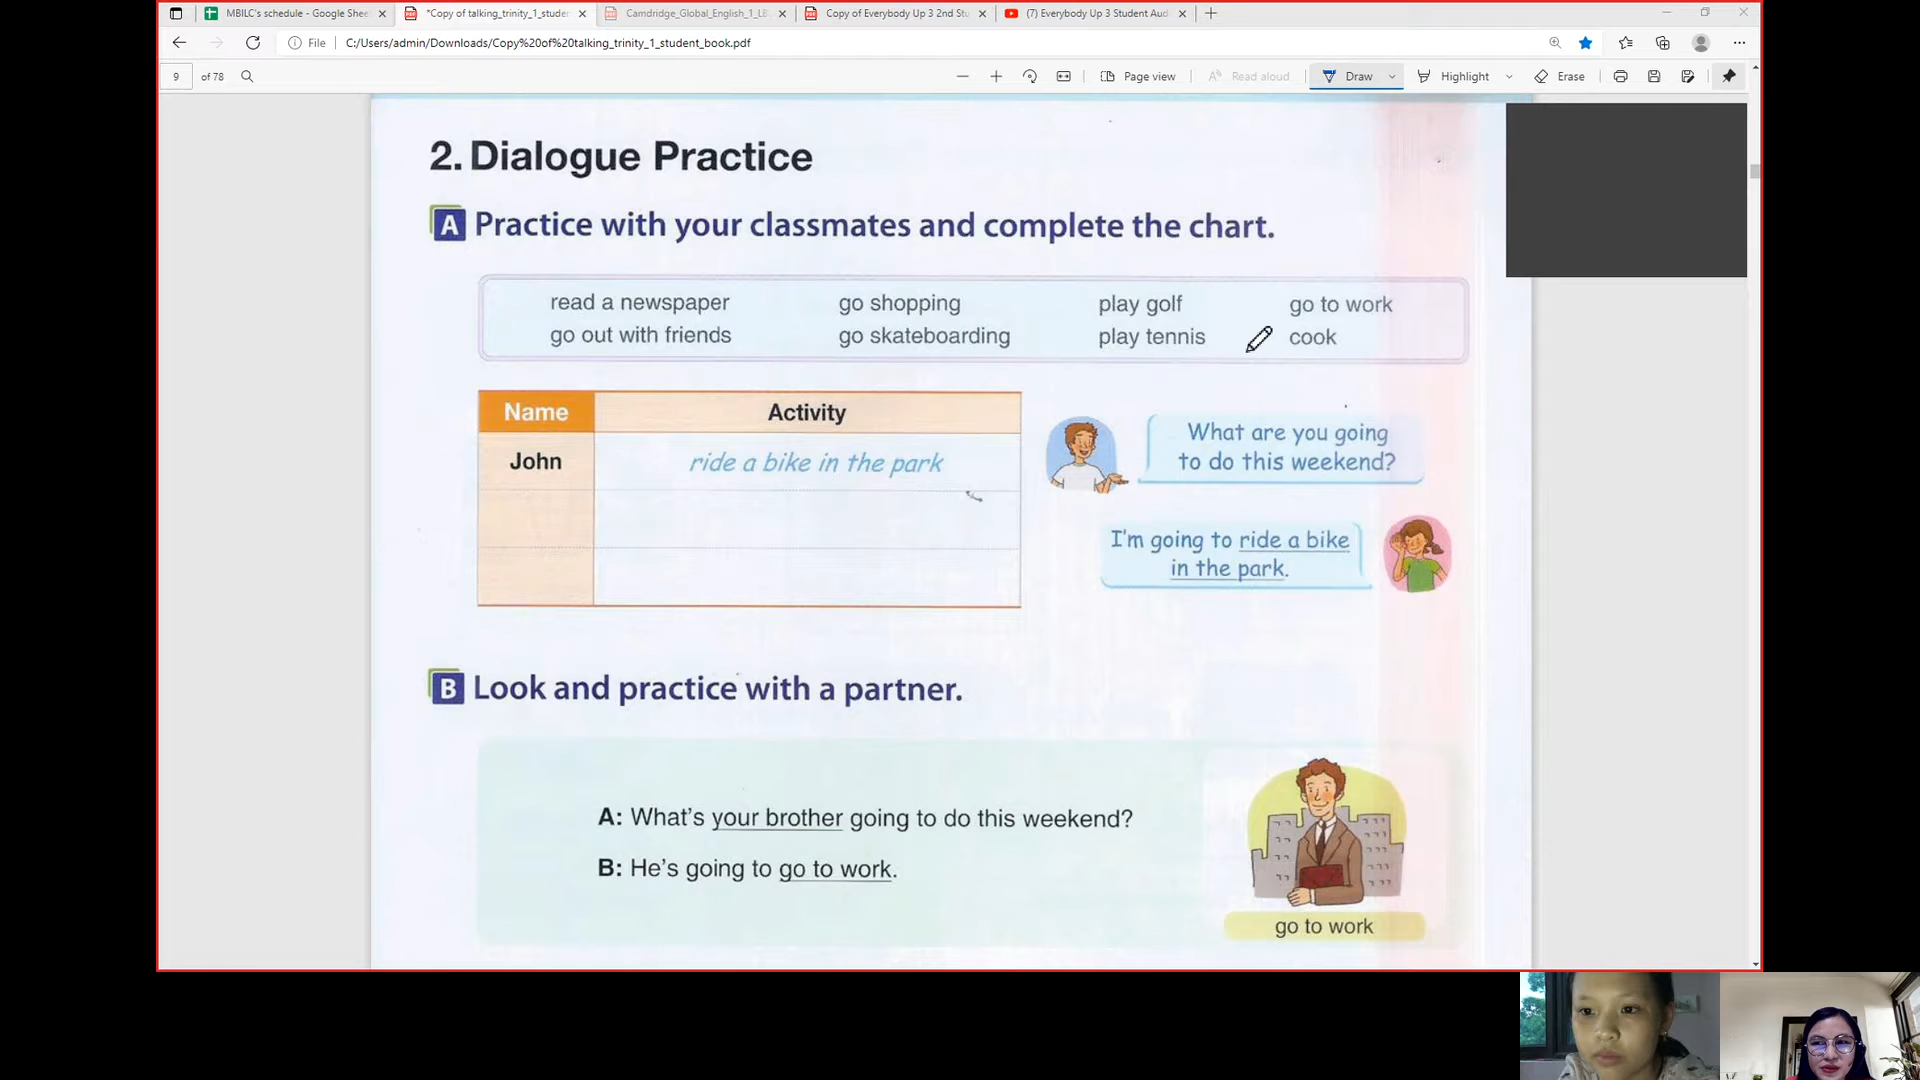 MBILC's schedule - Google Shee
*Copy of talking_trinity_1_studen
Camdridge_Global_English_1_LB
Copy of Everybody Up 3 2nd Stu
(7) Everybody Up 3 Student Aud
File
C:/Users/admin/Downloads/Copy%20of%20talking_trinity_1_student_book.pdf
9 of 78
Page view
Read aloud
Draw
Highlight
Erase
2. Dialogue Practice
A Practice with your classmates and complete the chart.
read a newspaper go shopping play golf go to work
go out with friends go skateboarding play tennis cook
Name Activity
John ride a bike in the park
What are you going
to do this weekend?
I'm going to ride a bike
in the park.
B Look and practice with a partner.
A: What's your brother going to do this weekend?
B: He's going to go to work.
go to work